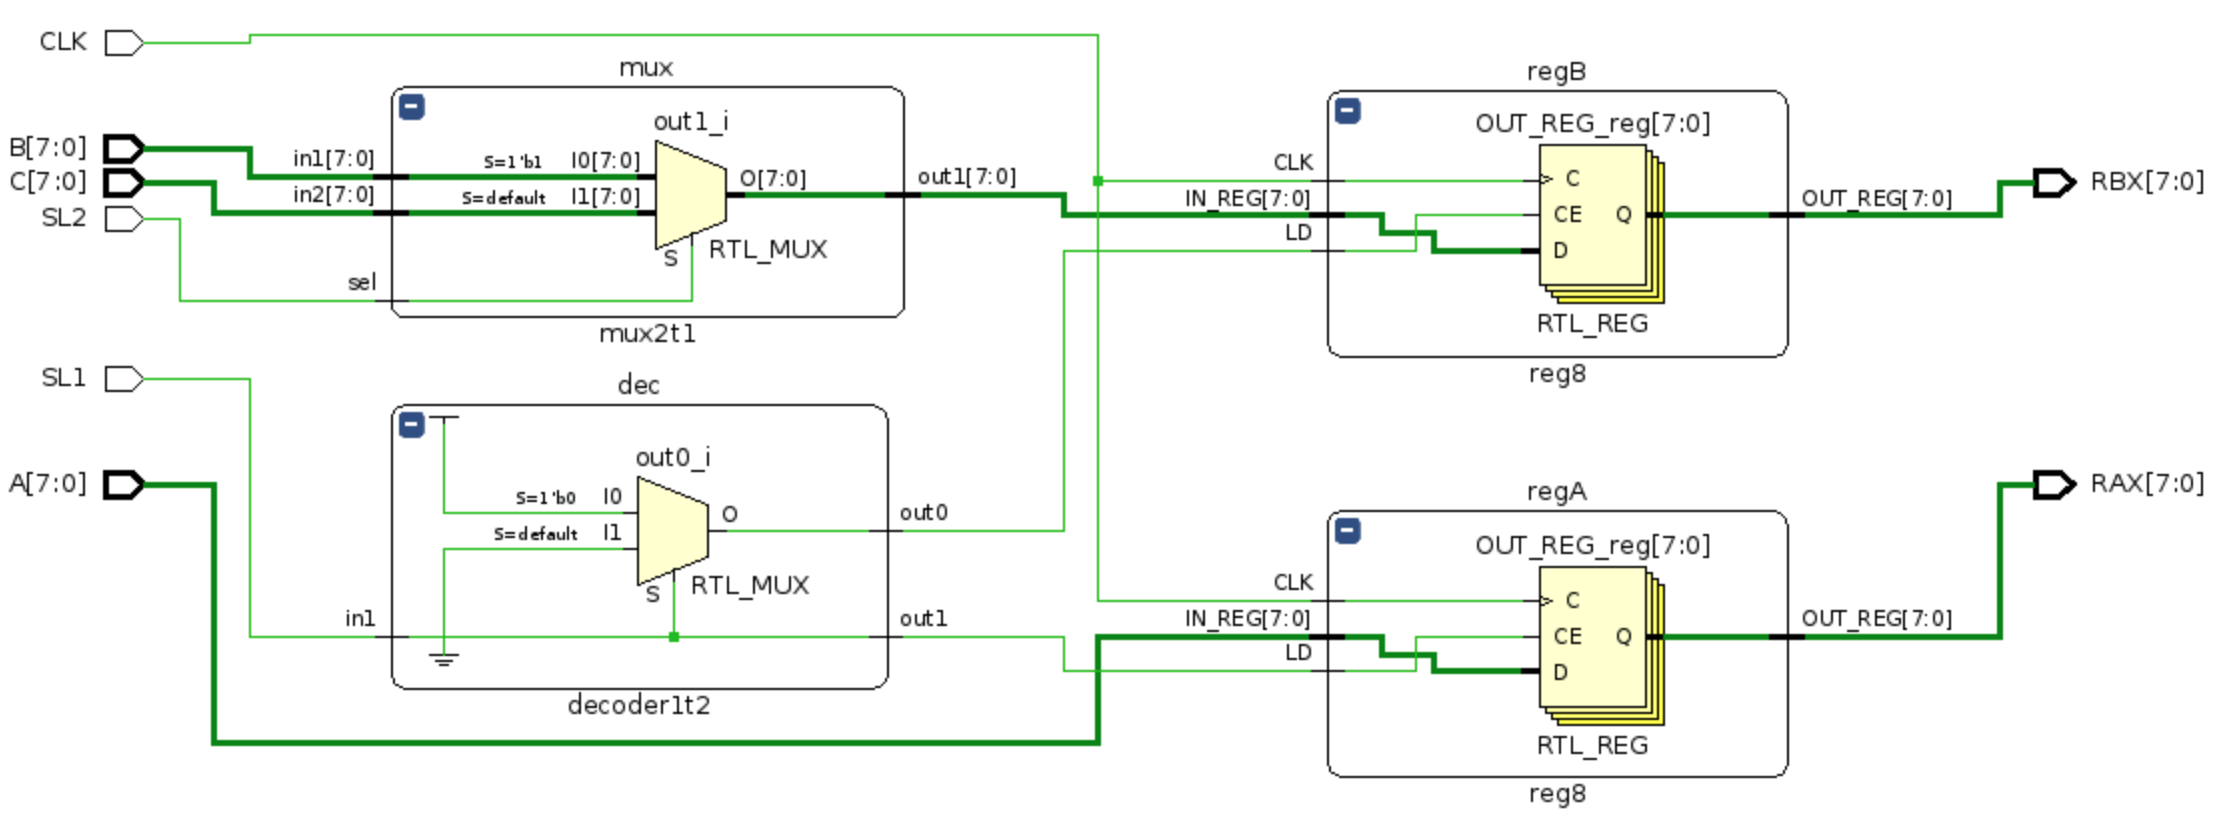 CLK
B[7:0]
C[7:0]
SL2
SL1
A[7:0]
mux
out1_i
in1[7:0]
S=1'b1
I0[7:0]
in2[7:0]
S=default
I1[7:0]
O[7:0]
out1[7:0]
S
RTL_MUX
sel
mux2t1
dec
out0_i
S=1'b0
I0
S=default
I1
O
out0
S
RTL_MUX
in1
out1
decoder1t2
regB
OUT_REG_reg[7:0]
CLK
C
IN_REG[7:0]
CE
Q
OUT_REG[7:0]
LD
D
RTL_REG
reg8
RBX[7:0]
regA
OUT_REG_reg[7:0]
CLK
C
IN_REG[7:0]
CE
Q
OUT_REG[7:0]
LD
D
RTL_REG
reg8
RAX[7:0]